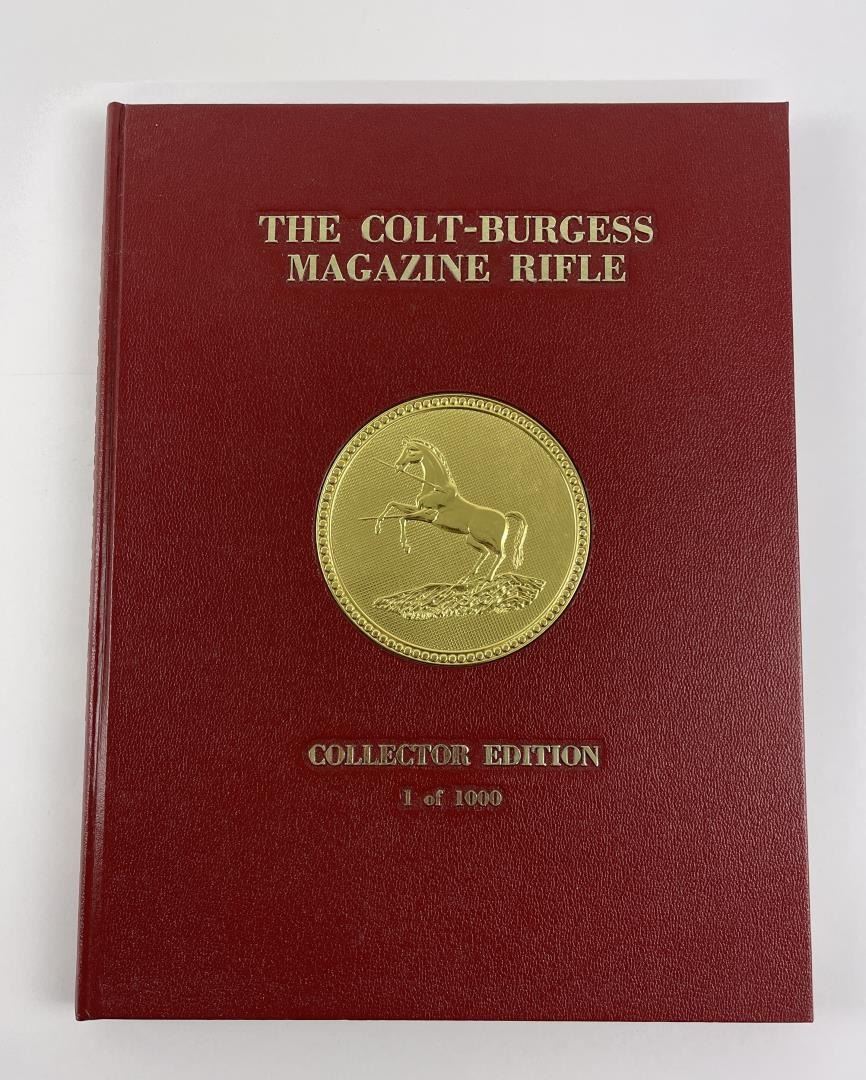 THE COLT-BURGESS
MAGAZINE RIFLE
COLLECTOR EDITION
1 of 1000